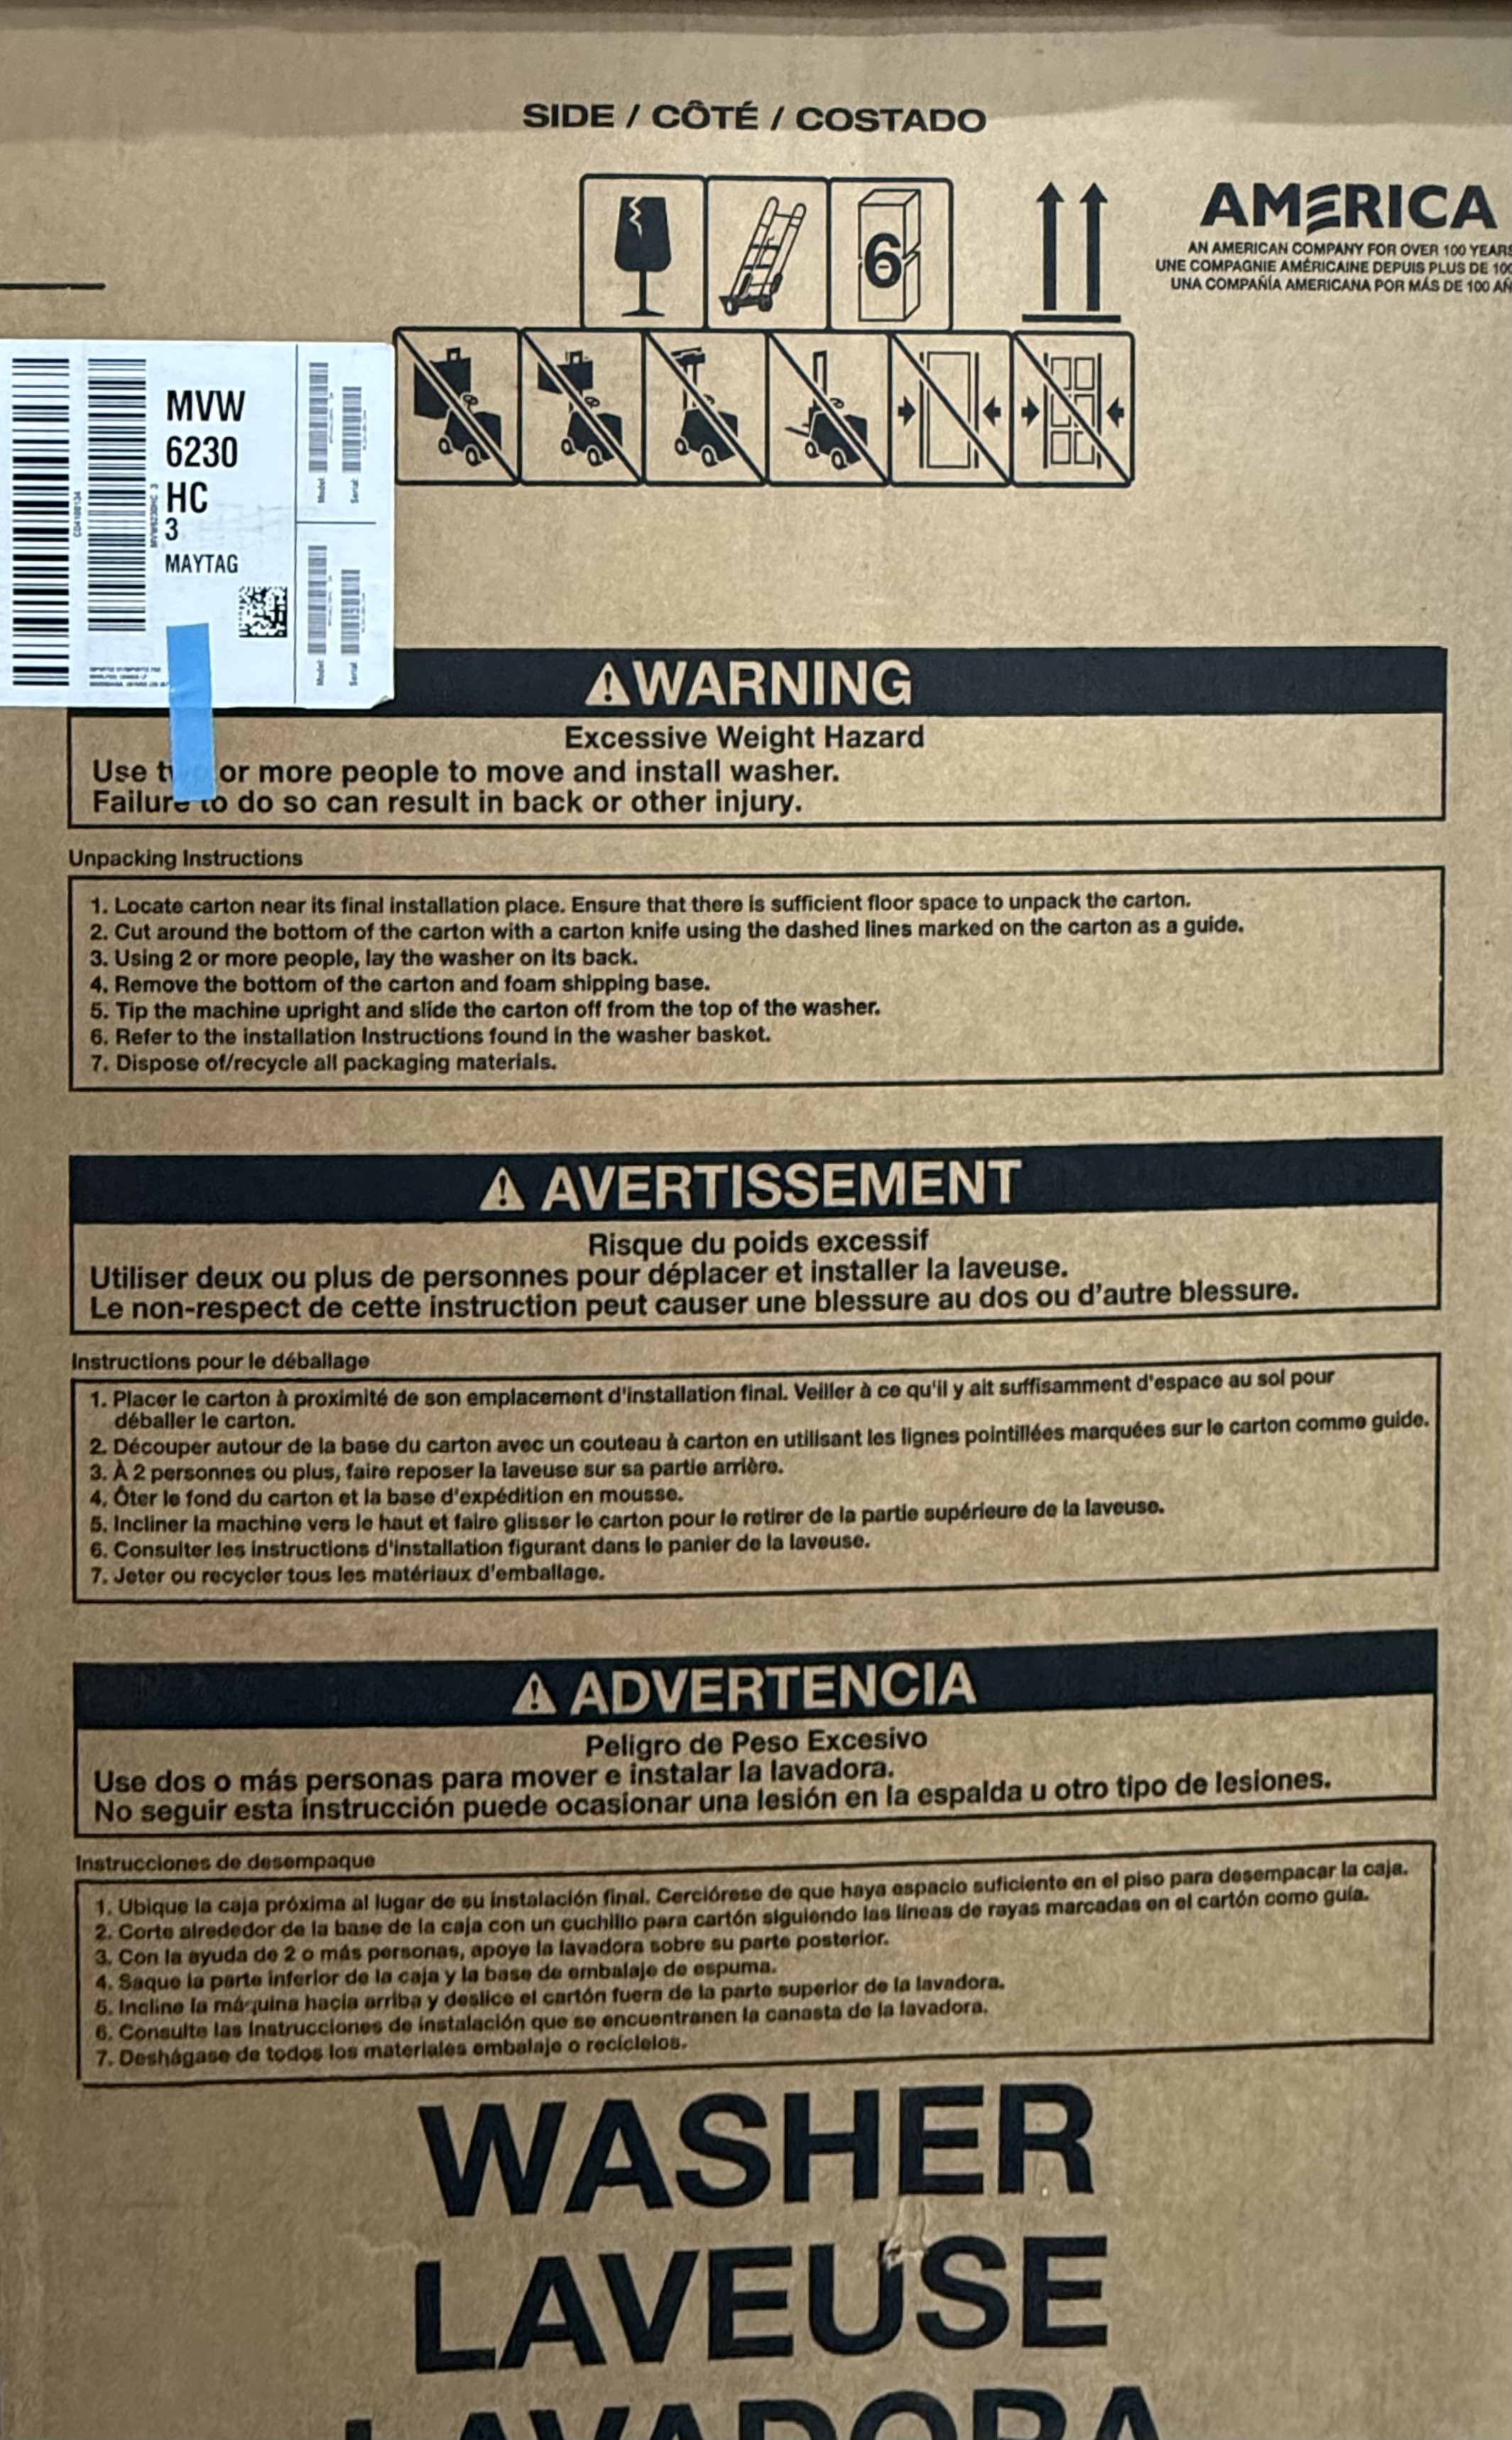 SIDE / CÔTÉ / COSTADO
6
AMERICA
AN AMERICAN COMPANY FOR OVER 100 YEARS
UNE COMPAGNIE AMÉRICAINE DEPUIS PLUS DE 100
UNA COMPAÑÍA AMERICANA POR MÁS DE 100 AÑ
MVW
6230
HC
3
MAYTAG
MVW6230HC 3
Model:
Serial:
Model:
Serial:
WARNING
Excessive Weight Hazard
Use two or more people to move and install washer.
Failure to do so can result in back or other injury.
Unpacking Instructions
1. Locate carton near its final installation place. Ensure that there is sufficient floor space to unpack the carton.
2. Cut around the bottom of the carton with a carton knife using the dashed lines marked on the carton as a guide.
3. Using 2 or more people, lay the washer on its back.
4. Remove the bottom of the carton and foam shipping base.
5. Tip the machine upright and slide the carton off from the top of the washer.
6. Refer to the installation Instructions found in the washer basket.
7. Dispose of/recycle all packaging materials.
AVERTISSEMENT
Risque du poids excessif
Utiliser deux ou plus de personnes pour déplacer et installer la laveuse.
Le non-respect de cette instruction peut causer une blessure au dos ou d'autre blessure.
Instructions pour le déballage
1. Placer le carton à proximité de son emplacement d'installation final. Veiller à ce qu'il y ait suffisamment d'espace au sol pour
déballer le carton.
2. Découper autour de la base du carton avec un couteau à carton en utilisant les lignes pointillées marquées sur le carton comme guide.
3. À 2 personnes ou plus, faire reposer la laveuse sur sa partie arrière.
4. Ôter le fond du carton et la base d'expédition en mousse.
5. Incliner la machine vers le haut et faire glisser le carton pour le retirer de la partie supérieure de la laveuse.
6. Consulter les instructions d'installation figurant dans le panier de la laveuse.
7. Jeter ou recycler tous les matériaux d'emballage.
ADVERTENCIA
Peligro de Peso Excesivo
Use dos o más personas para mover e instalar la lavadora.
No seguir esta instrucción puede ocasionar una lesión en la espalda u otro tipo de lesiones.
Instrucciones de desempaque
1. Ubique la caja próxima al lugar de su instalación final. Cerciórese de que haya espacio suficiente en el piso para desempacar la caja.
2. Corte alrededor de la base de la caja con un cuchillo para cartón siguiendo las líneas de rayas marcadas en el cartón como guía.
3. Con la ayuda de 2 o más personas, apoye la lavadora sobre su parte posterior.
4. Saque la parte inferior de la caja y la base de embalaje de espuma.
5. Incline la máquina hacia arriba y deslice el cartón fuera de la parte superior de la lavadora.
6. Consulte las Instrucciones de instalación que se encuentranen la canasta de la lavadora.
7. Deshágase de todos los materiales embalaje o recíclelos.
WASHER
LAVEUSE
LAVADORA